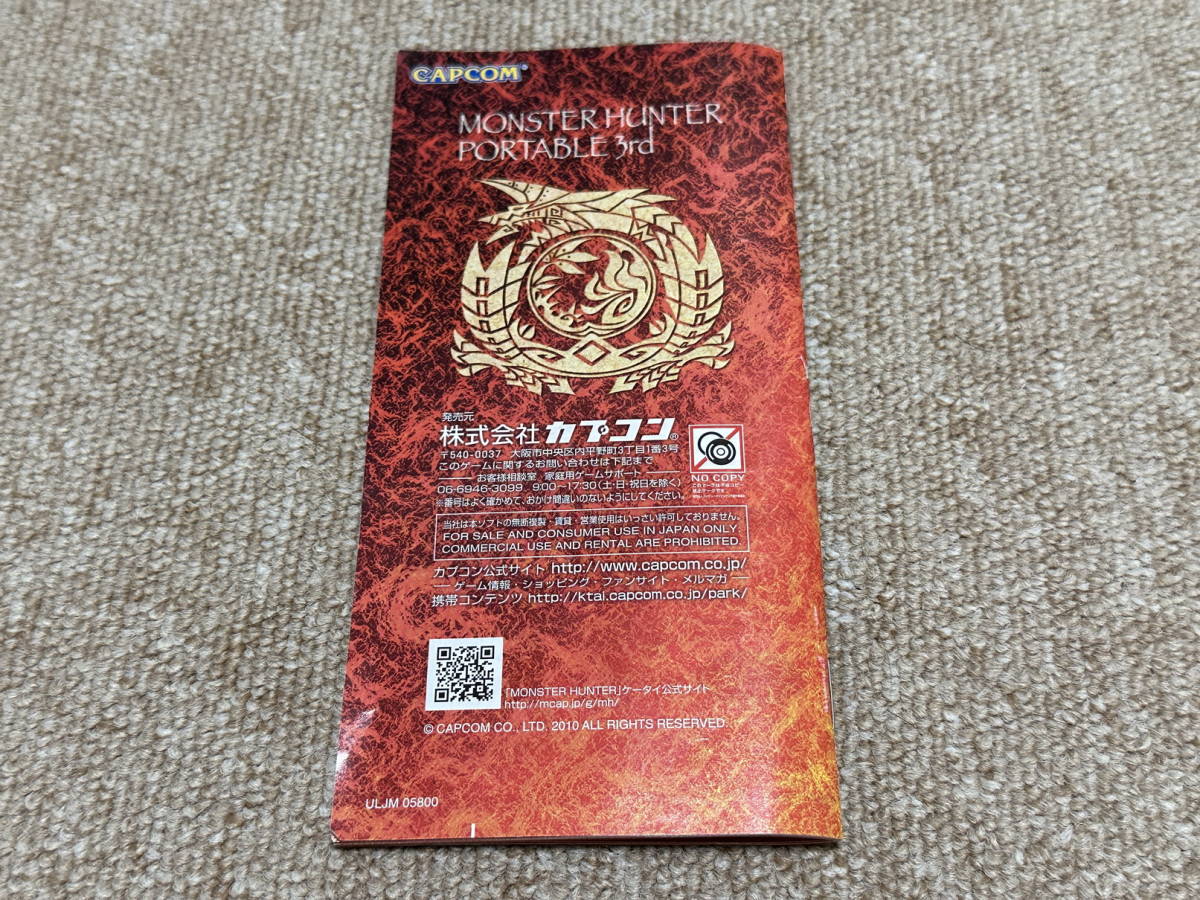 CAPCOM®
MONSTER HUNTER
PORTABLE 3rd
発売元
株式会社 カプコン®
〒540-0037 大阪市中央区内平野町3丁目1番3号
このゲームに関するお問い合わせは下記まで
お客様相談室 家庭用ゲームサポート
06-6946-3099 9:00~17:30(土・日・祝日を除く)
※番号はよく確かめて、おかけ間違いのないようにしてください。
NO COPY
当社は本ソフトの無断複製・賃貸・営業使用はいっさい許可しておりません。
FOR SALE AND CONSUMER USE IN JAPAN ONLY.
COMMERCIAL USE AND RENTAL ARE PROHIBITED.
カプコン公式サイト http://www.capcom.co.jp/
ゲーム情報・ショッピング・ファンサイト・メルマガ
携帯コンテンツ http://ktai.capcom.co.jp/park/
「MONSTER HUNTER」ケータイ公式サイト
http://mcap.jp/g/mh/
© CAPCOM CO., LTD. 2010 ALL RIGHTS RESERVED.
ULJM 05800